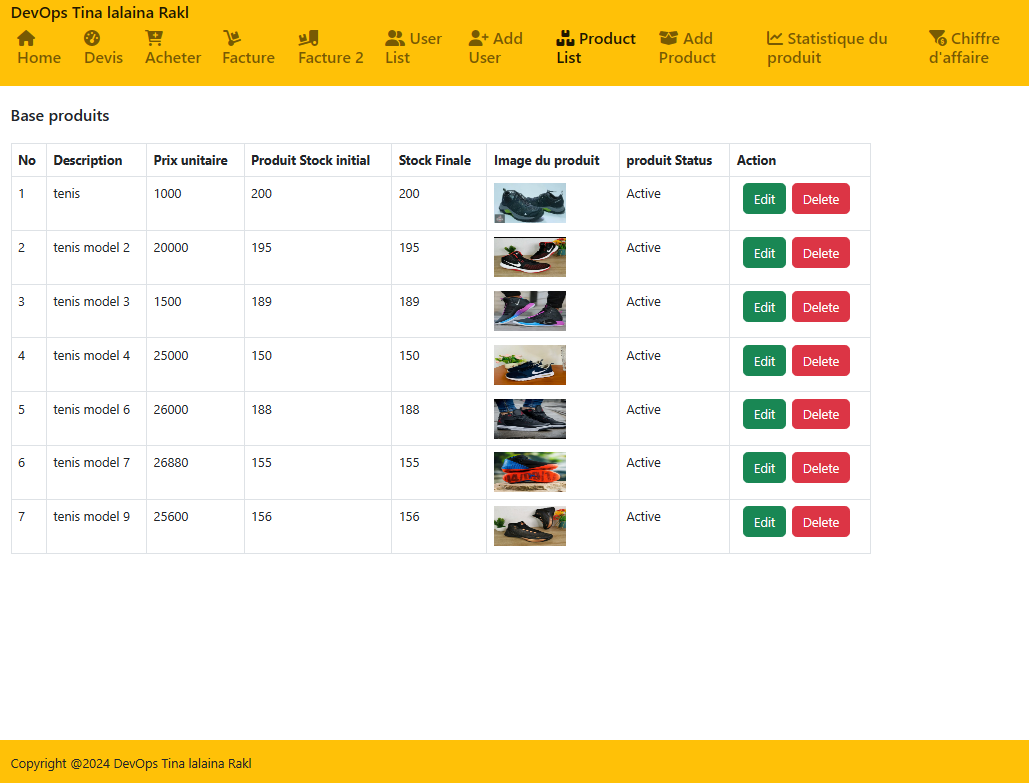 DevOps Tina lalaina Rakl
Home Devis Acheter Facture Facture 2 User List Add User Product List Add Product Statistique du produit Chiffre d'affaire
Base produits
No Description Prix unitaire Produit Stock initial Stock Finale Image du produit produit Status Action
1 tenis 1000 200 200 Active Edit Delete
2 tenis model 2 20000 195 195 Active Edit Delete
3 tenis model 3 1500 189 189 Active Edit Delete
4 tenis model 4 25000 150 150 Active Edit Delete
5 tenis model 6 26000 188 188 Active Edit Delete
6 tenis model 7 26880 155 155 Active Edit Delete
7 tenis model 9 25600 156 156 Active Edit Delete
Copyright @2024 DevOps Tina lalaina Rakl